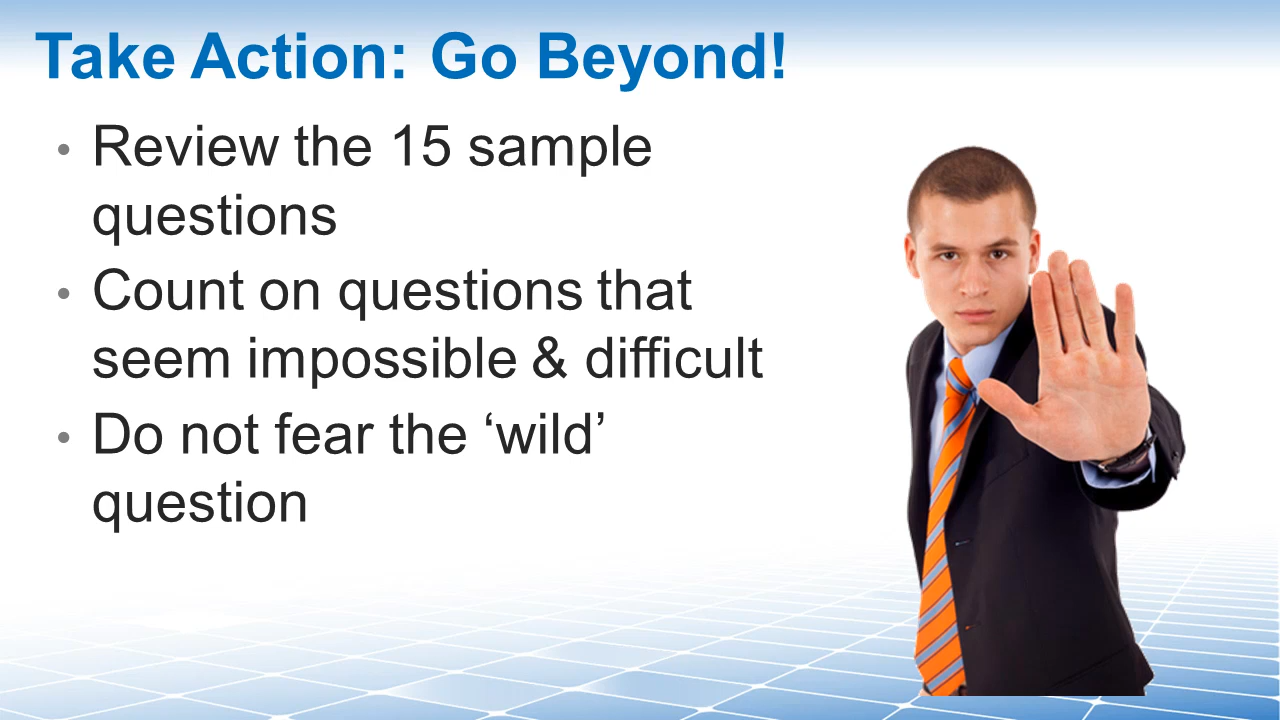 Take Action: Go Beyond!
• Review the 15 sample
questions
• Count on questions that
seem impossible & difficult
• Do not fear the ‘wild’
question